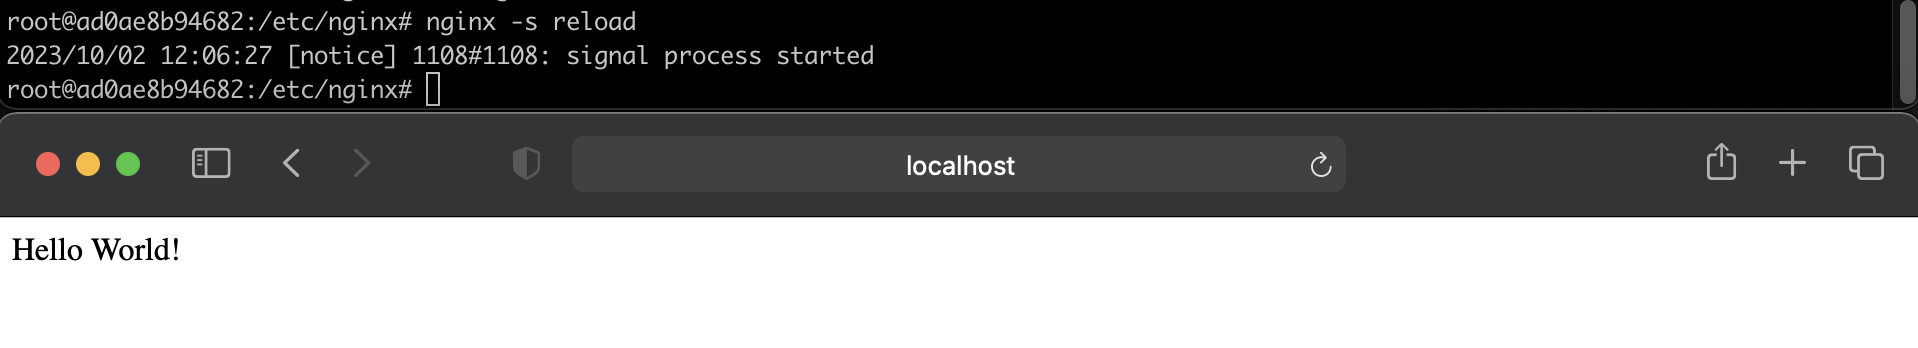 root@ad0ae8b94682:/etc/nginx# nginx -s reload
2023/10/02 12:06:27 [notice] 1108#1108: signal process started
root@ad0ae8b94682:/etc/nginx#
localhost
Hello World!